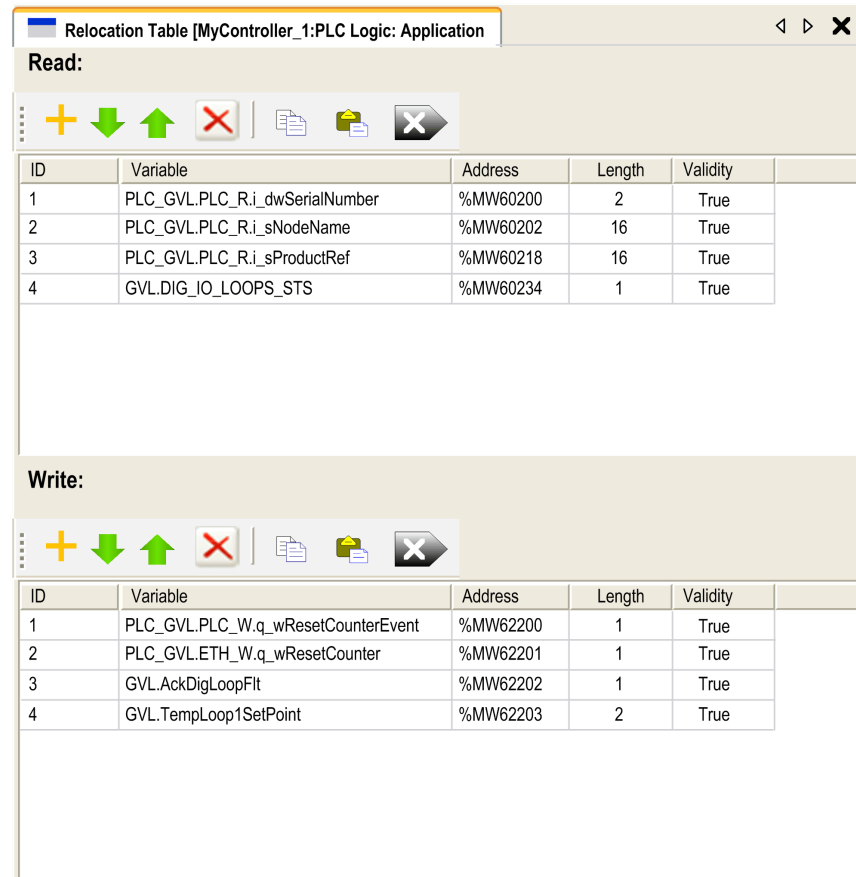 Relocation Table [MyController_1:PLC Logic: Application
Read:
ID Variable Address Length Validity
1 PLC_GVL.PLC_R.i_dwSerialNumber %MW60200 2 True
2 PLC_GVL.PLC_R.i_sNodeName %MW60202 16 True
3 PLC_GVL.PLC_R.i_sProductRef %MW60218 16 True
4 GVL.DIG_IO_LOOPS_STS %MW60234 1 True
Write:
ID Variable Address Length Validity
1 PLC_GVL.PLC_W.q_wResetCounterEvent %MW62200 1 True
2 PLC_GVL.ETH_W.q_wResetCounter %MW62201 1 True
3 GVL.AckDigLoopFlt %MW62202 1 True
4 GVL.TempLoop1SetPoint %MW62203 2 True